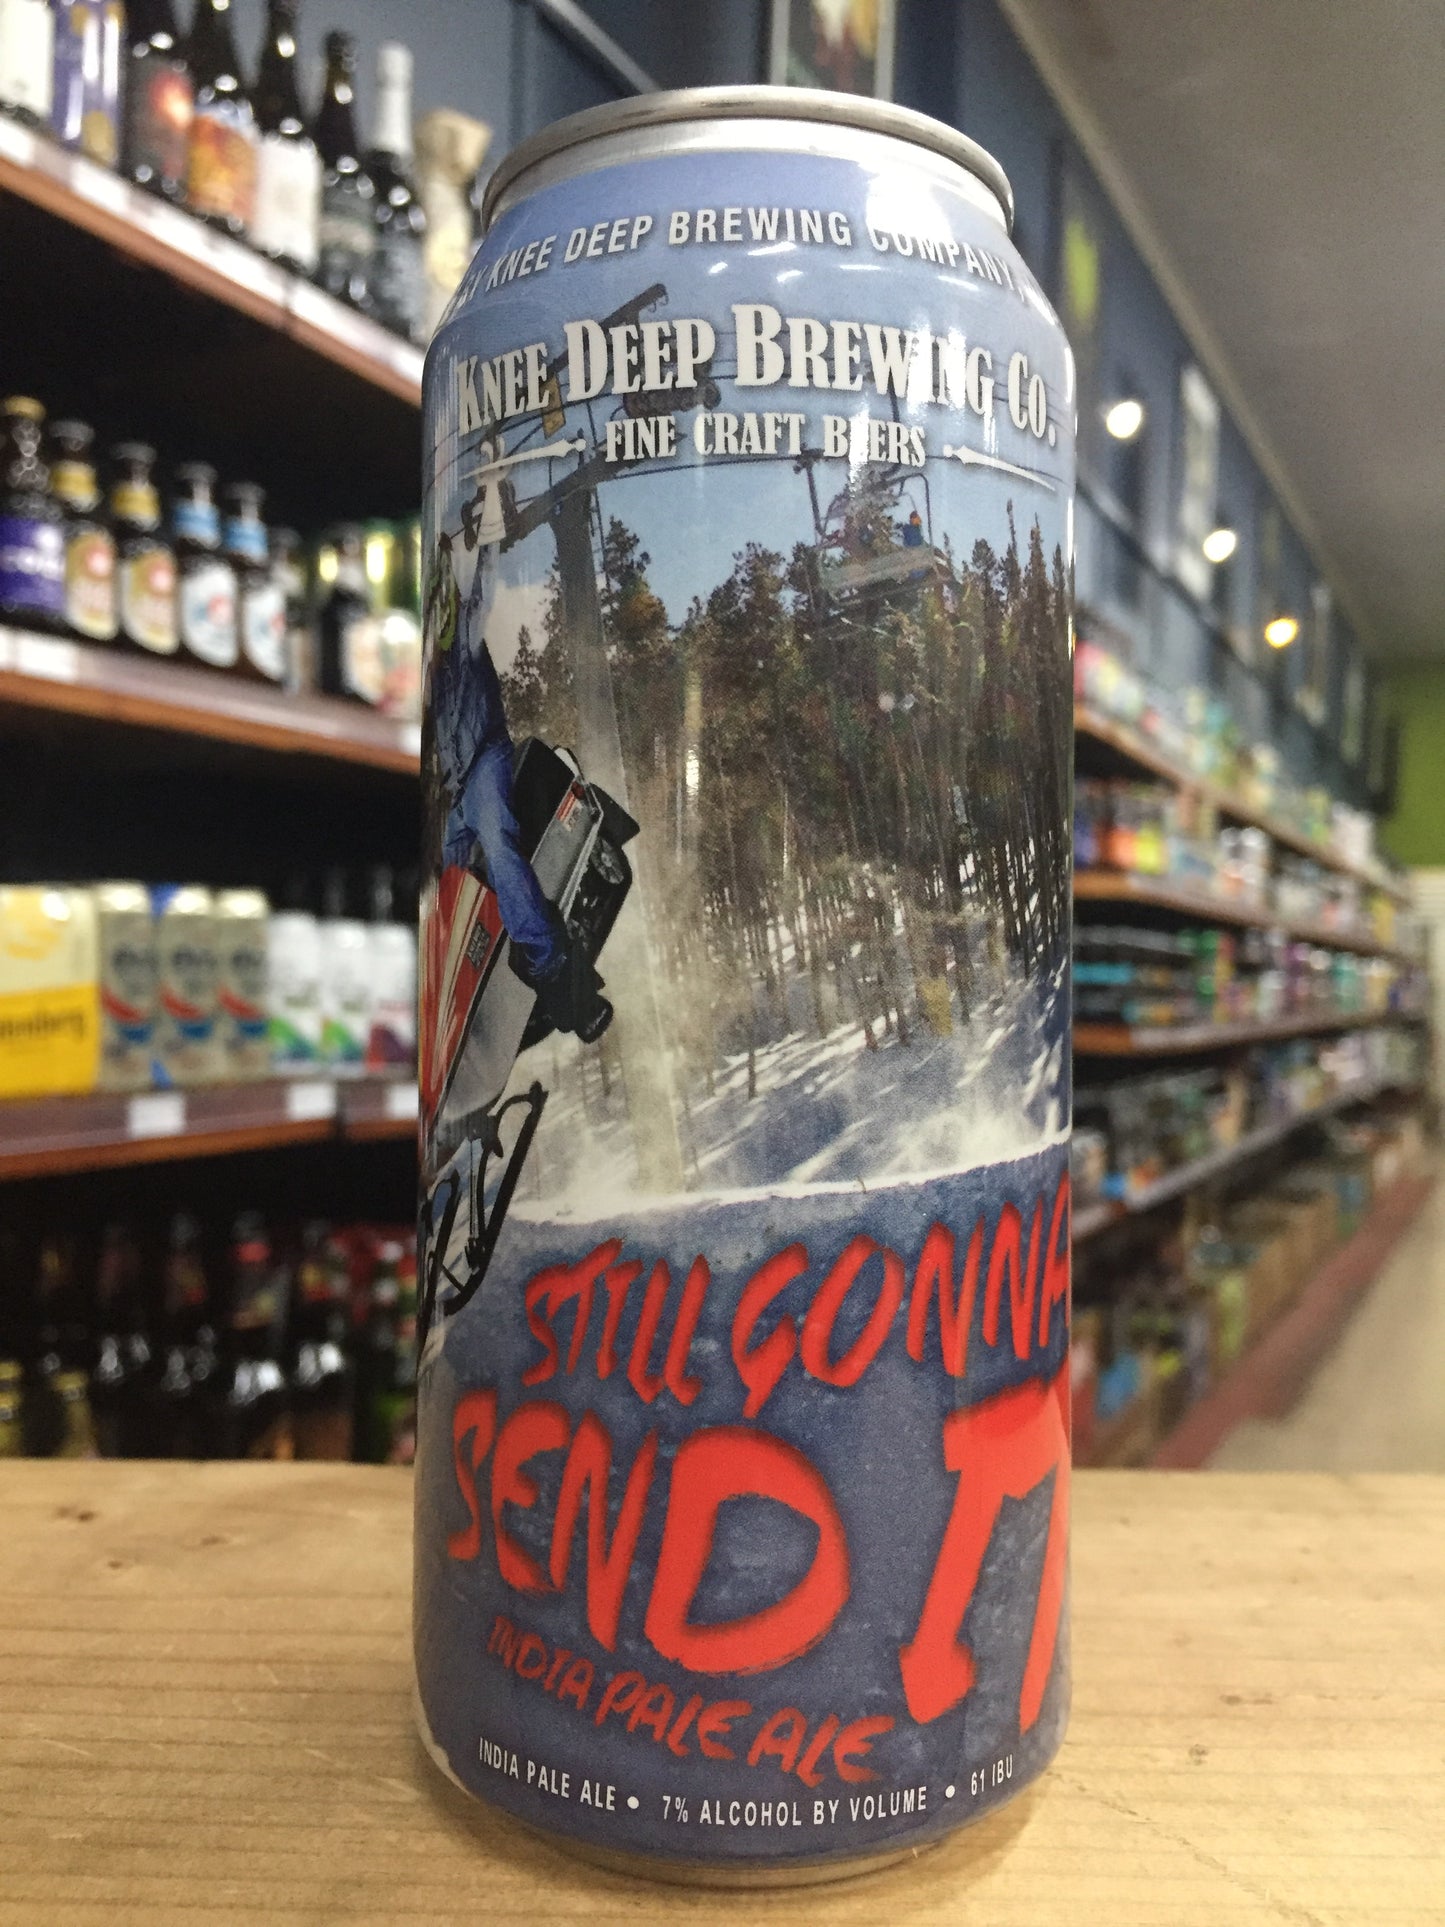 BY KNEE DEEP BREWING COMPANY,
KNEE DEEP BREWING CO.
FINE CRAFT BEERS
STILL GONNA
SEND IT
INDIA PALE ALE
INDIA PALE ALE • 7% ALCOHOL BY VOLUME • 61 IBU